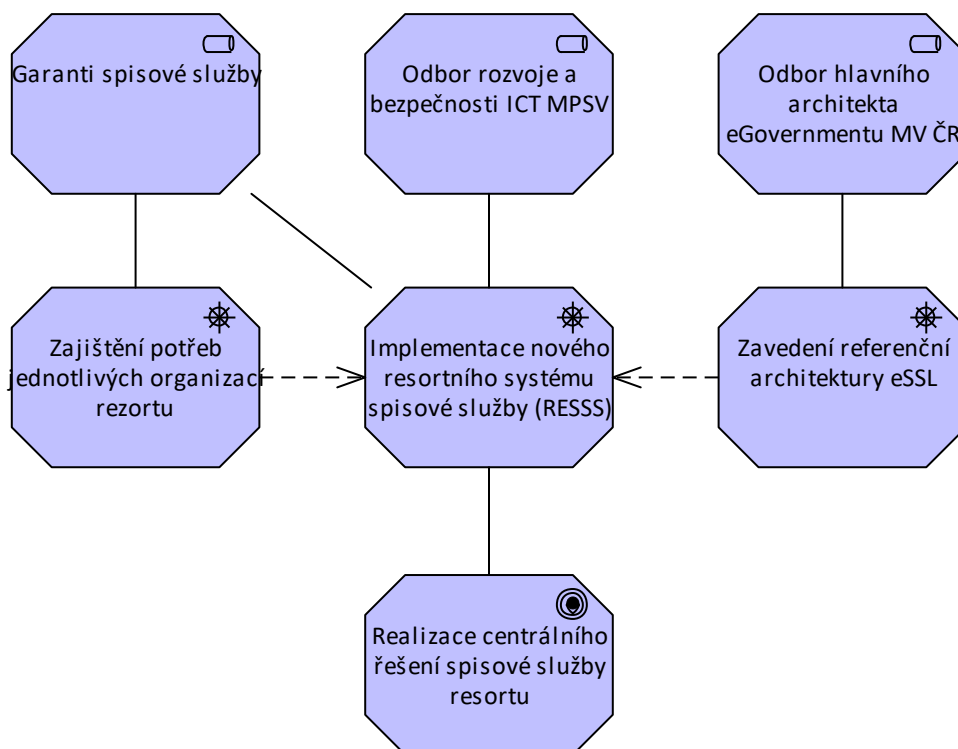 Garanti spisové služby
Odbor rozvoje a
bezpečnosti ICT MPSV
Odbor hlavního
architekta
eGovernmentu MV ČR
Zajištění potřeb
jednotlivých organizací
rezortu
Implementace nového
resortního systému
spisové služby (RESSS)
Zavedení referenční
architektury eSSL
Realizace centrálního
řešení spisové služby
resortu